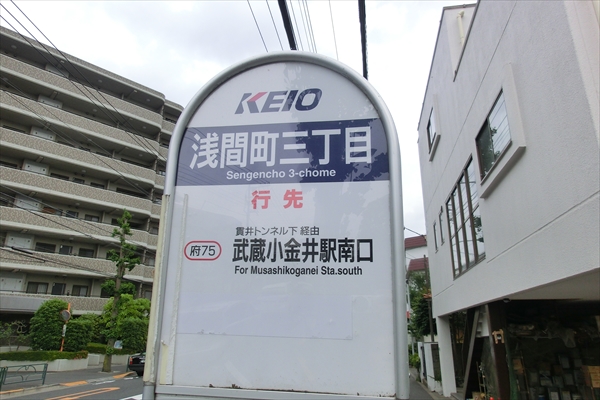 KEIO
浅間町三丁目
Sengencho 3-chome
行先
貫井トンネル下 経由
府75 武蔵小金井駅南口
For Musashikoganei Sta.south